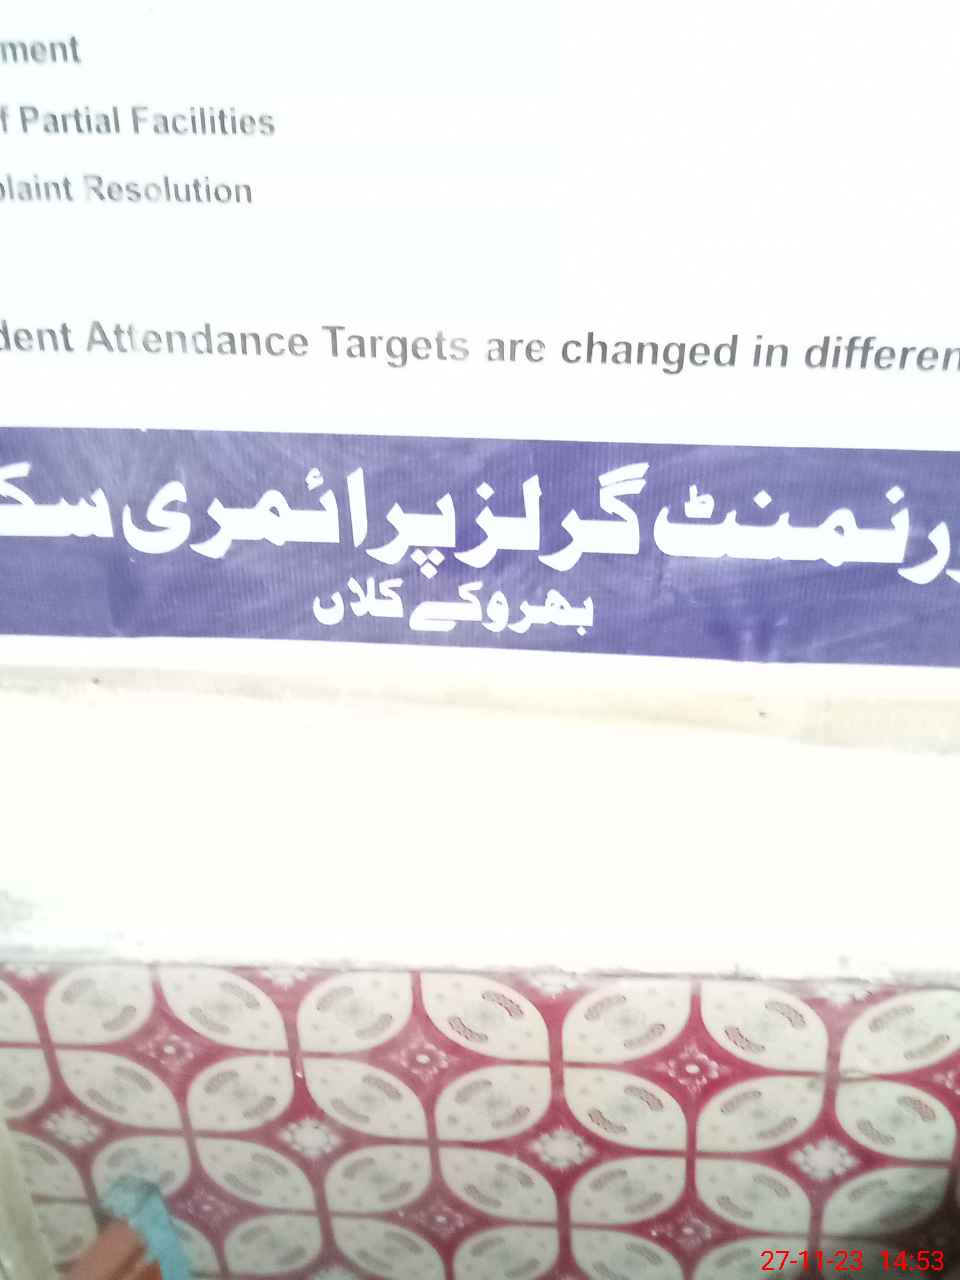 ment
f Partial Facilities
plaint Resolution
dent Attendance Targets are changed in differen
ورنمنٹ گرلز پرائمری سک
بھروکے کلاں
27-11-23 14:53